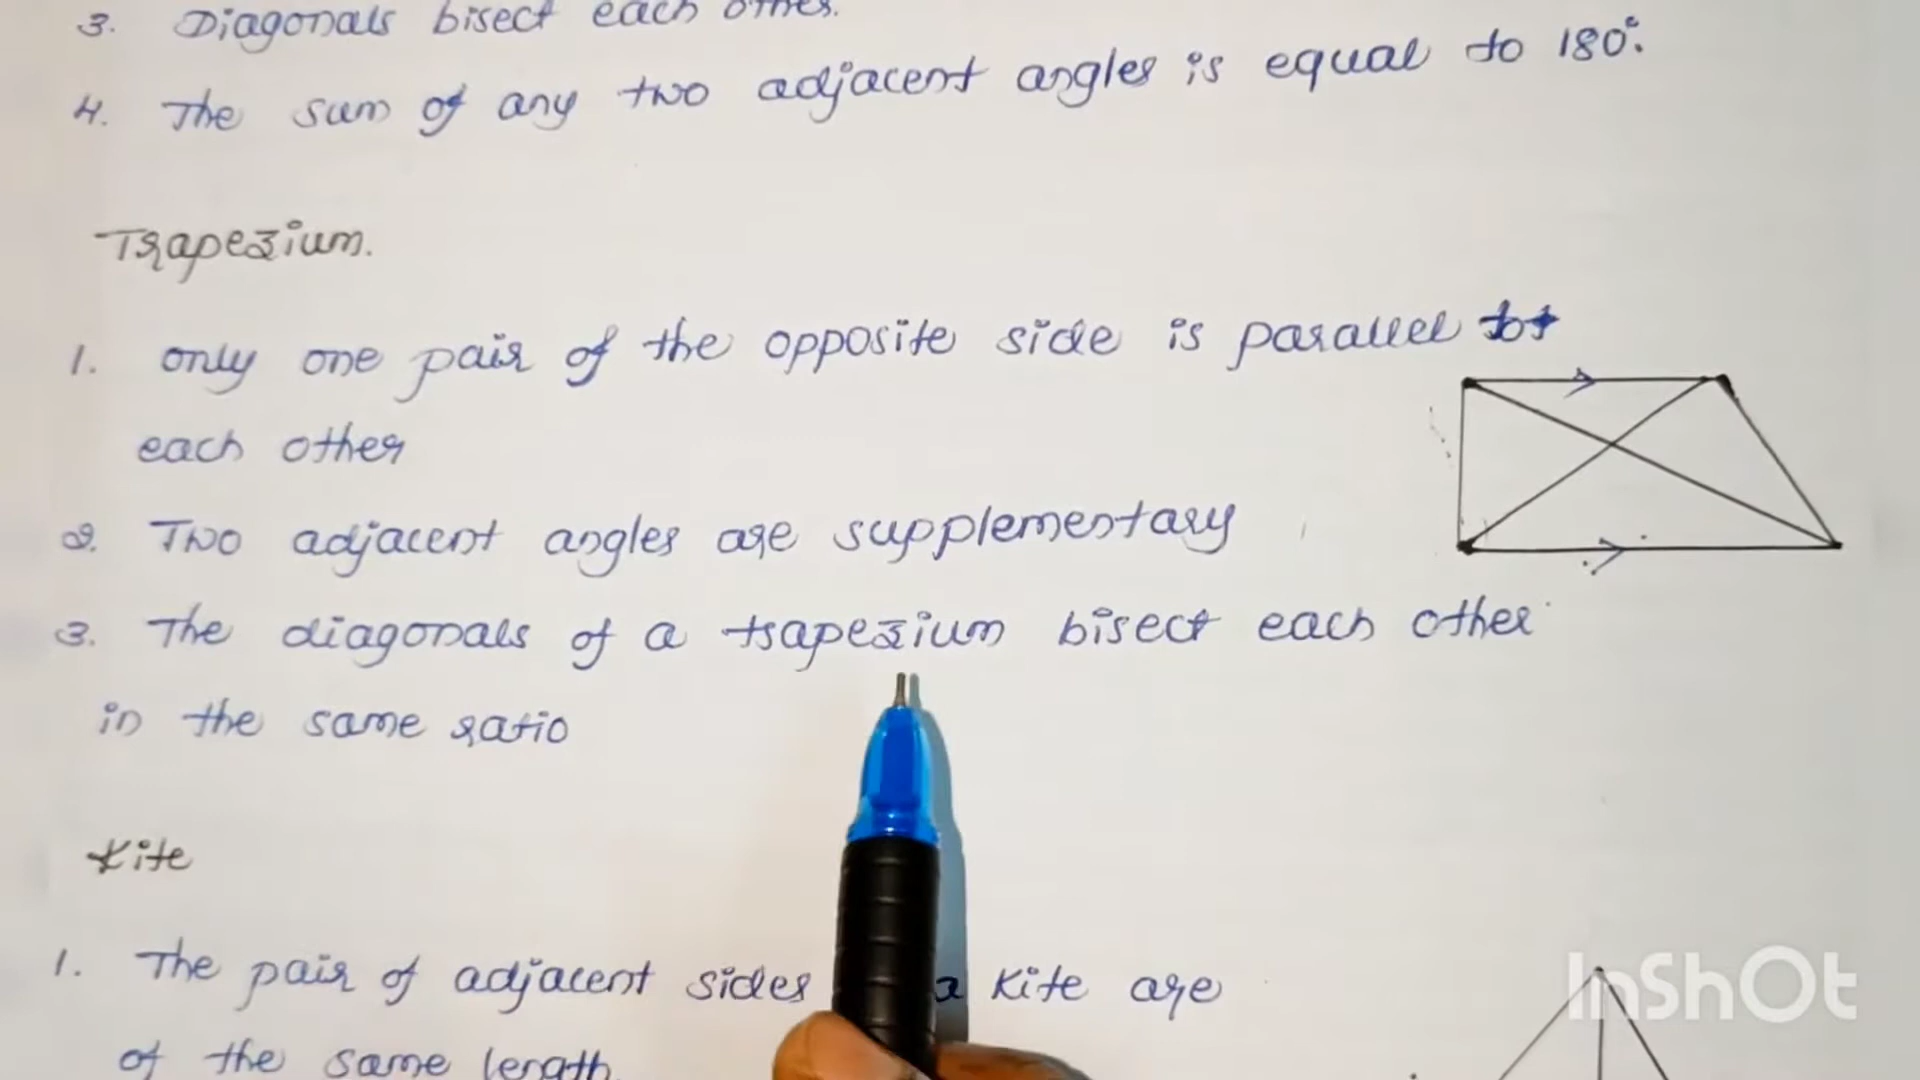 3. Diagonals bisect each other.
4. The sum of any two adjacent angles is equal to 180°.
Trapezium.
1. only one pair of the opposite side is parallel to
each other
2. Two adjacent angles are supplementary
3. The diagonals of a trapezium bisect each other
in the same ratio
Kite
1. The pair of adjacent sides a Kite are
of the same length
InShOt